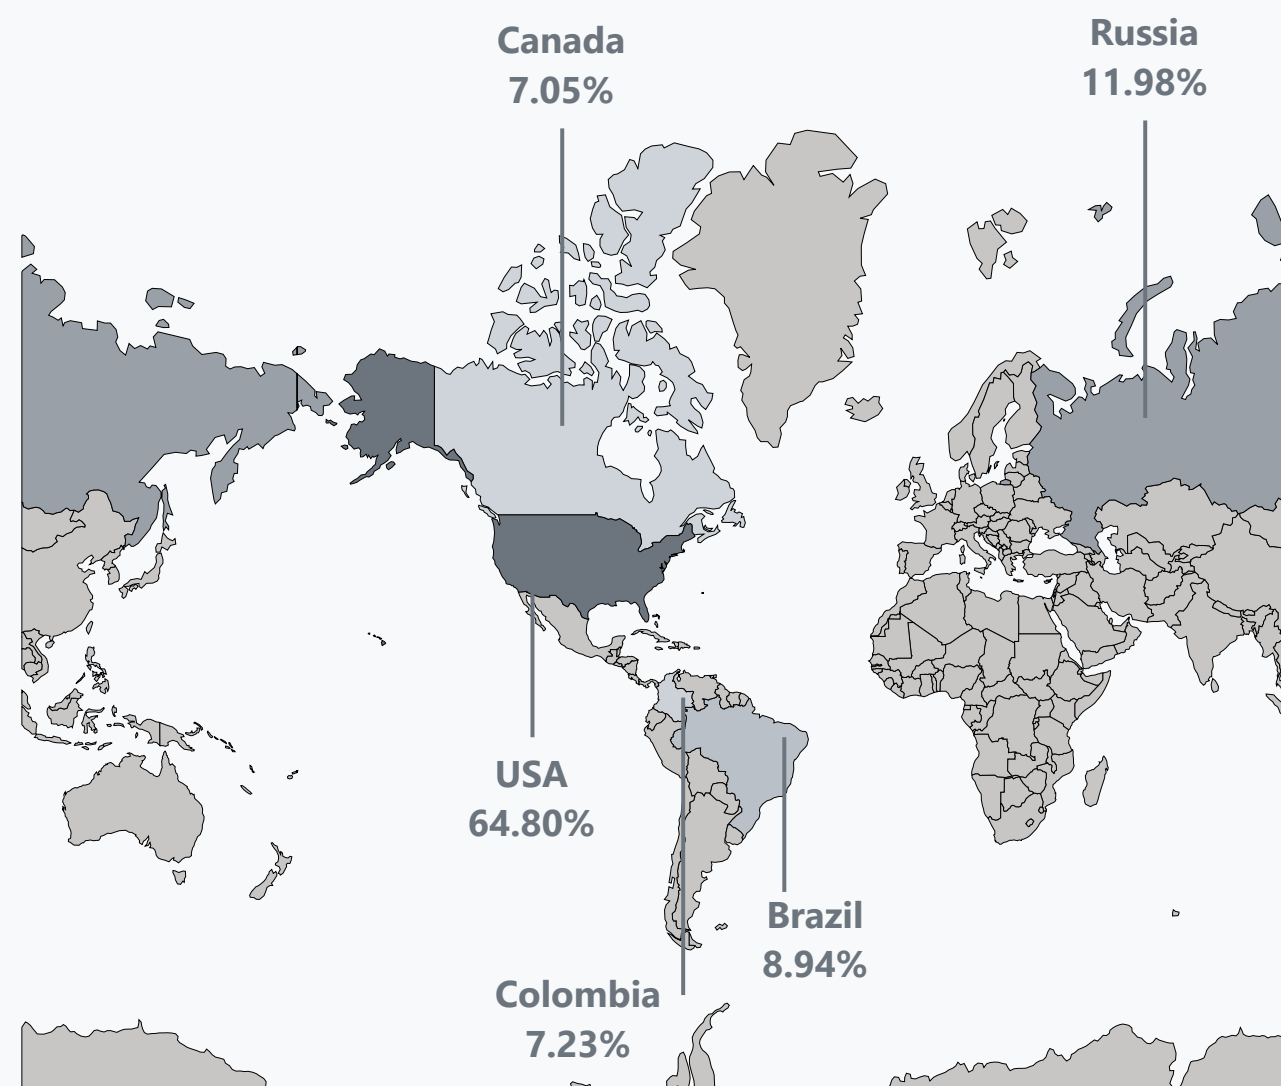 Canada
7.05%
Russia
11.98%
USA
64.80%
Brazil
8.94%
Colombia
7.23%